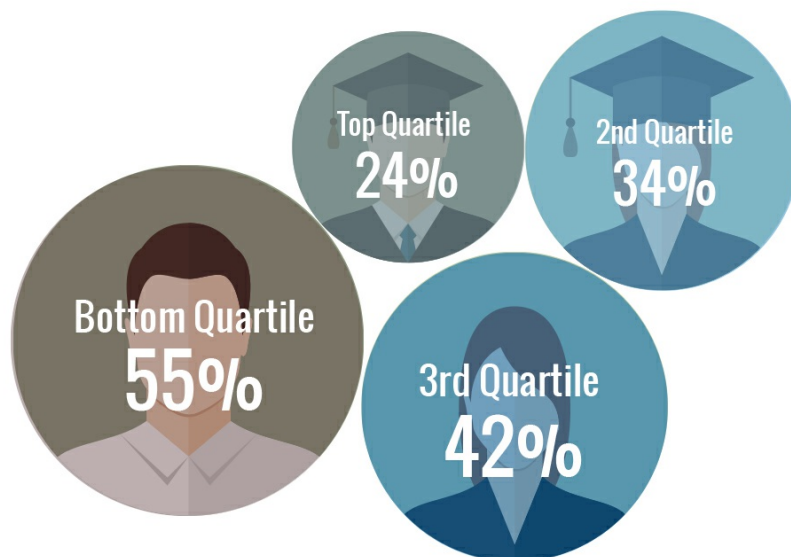 Top Quartile
24%
2nd Quartile
34%
Bottom Quartile
55%
3rd Quartile
42%